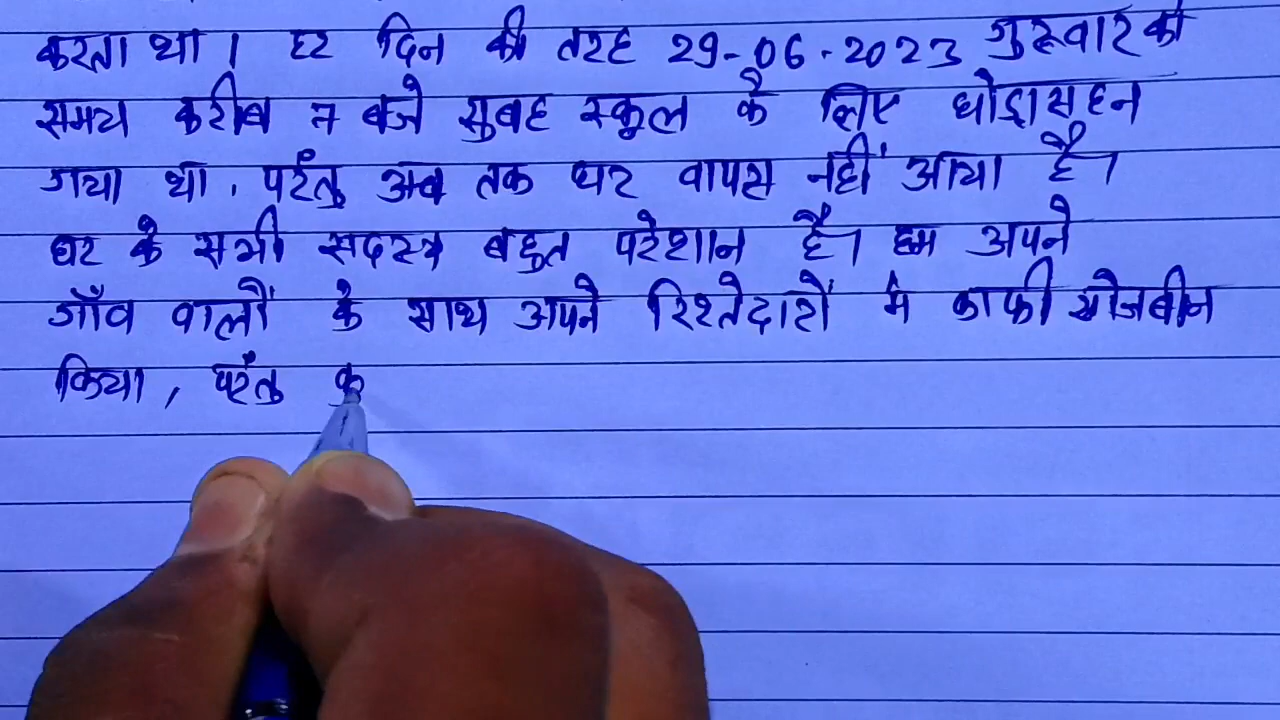 करता था। हर दिन की तरह 29-06-2023 गुरूवार को
समय करीब 7 बजे सुबह स्कूल के लिए घोड़ासहन
गया था, परंतु अब तक घर वापस नहीं आया है।
घर के सभी सदस्य बहुत परेशान है। हम अपने
गाँव वालों के साथ अपने रिश्तेदारों में काफी खोजबीन
किया, परंतु क